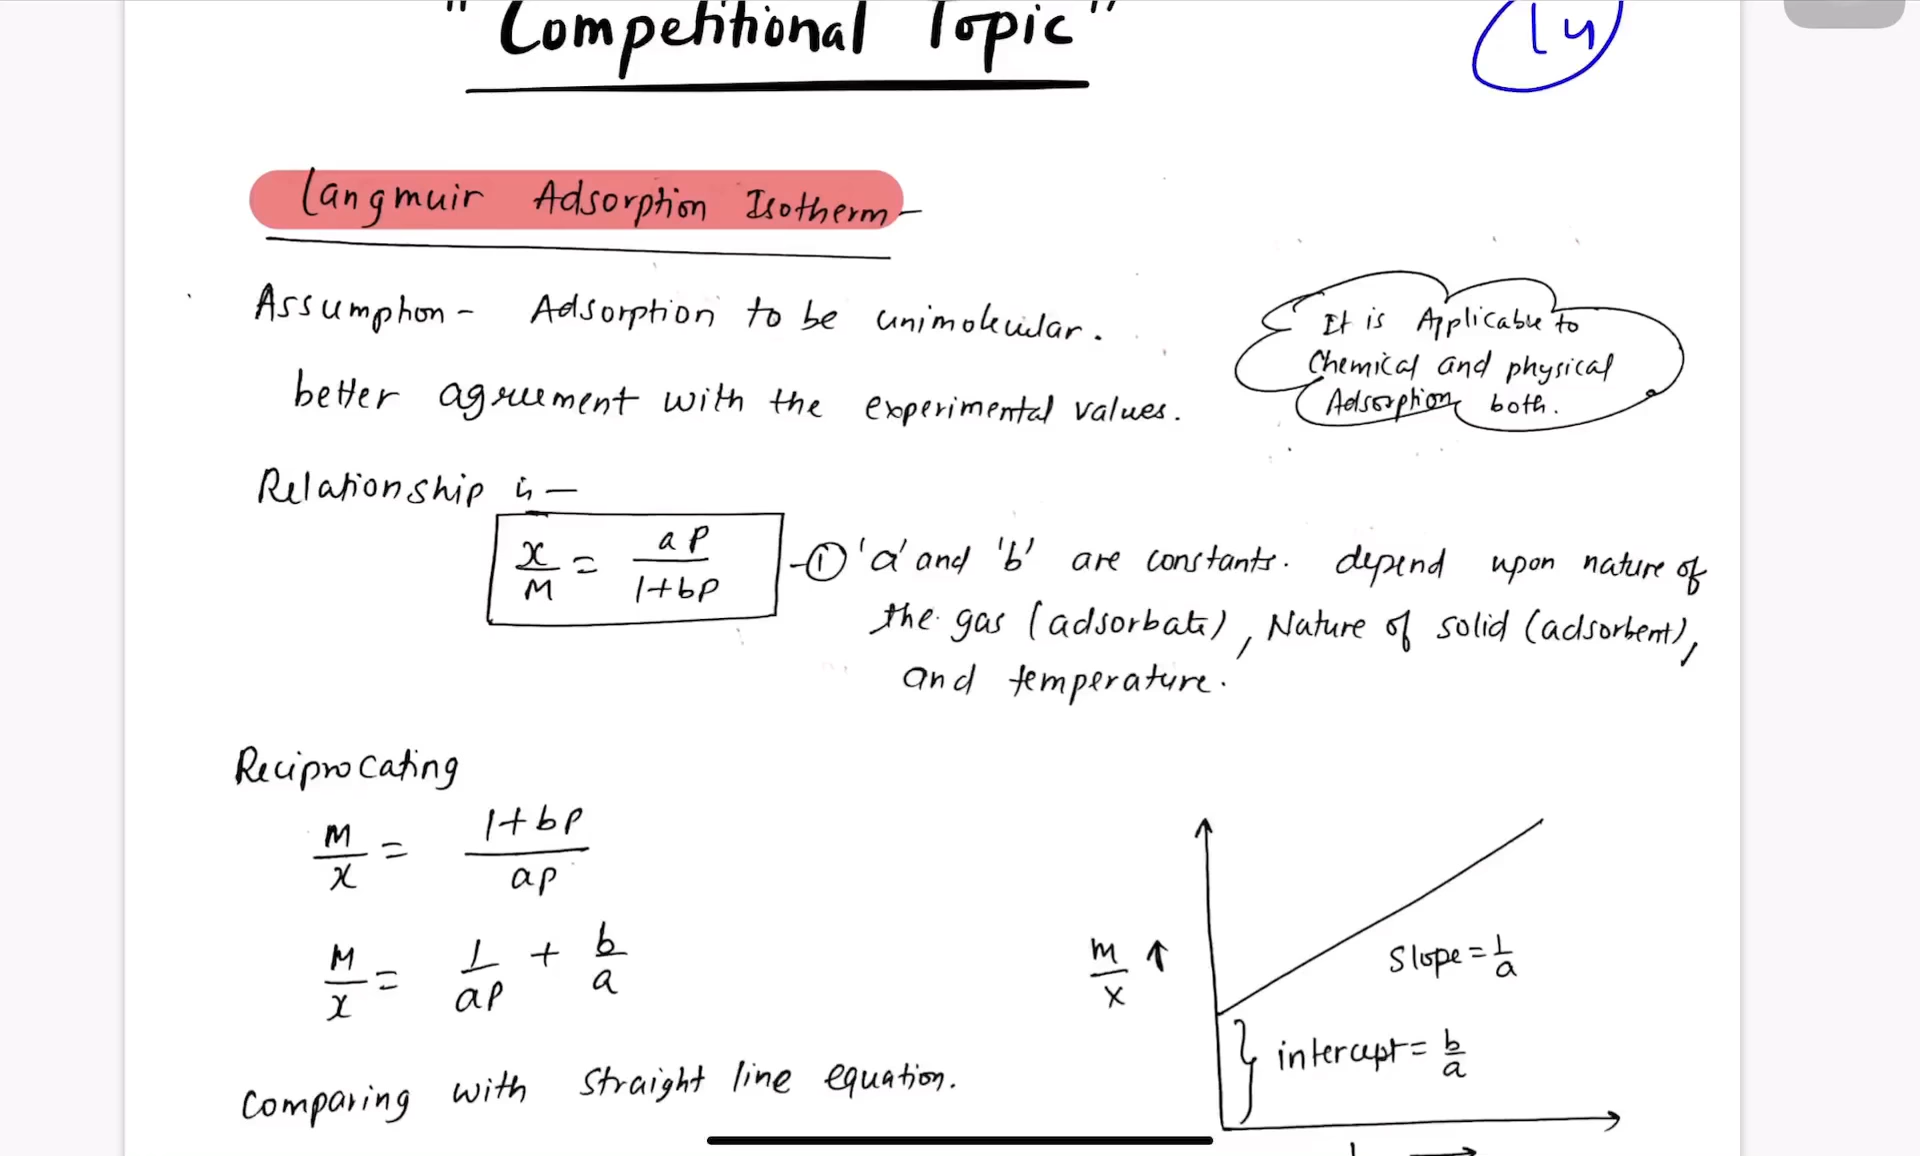 "Competitional Topic"
14
Langmuir Adsorption Isotherm -
Assumption - Adsorption to be unimolecular.
better agreement with the experimental values.
It is Applicable to
Chemical and physical
Adsorption both.
Relationship is -
x/M = aP/1+bP - ① 'a' and 'b' are constants. depend upon nature of
the gas (adsorbate), Nature of solid (adsorbent),
and temperature.
Reciprocating
M/x = 1+bP/aP
M/x = 1/aP + b/a
m/x ↑
Slope = 1/a
intercept = b/a
Comparing with straight line equation.